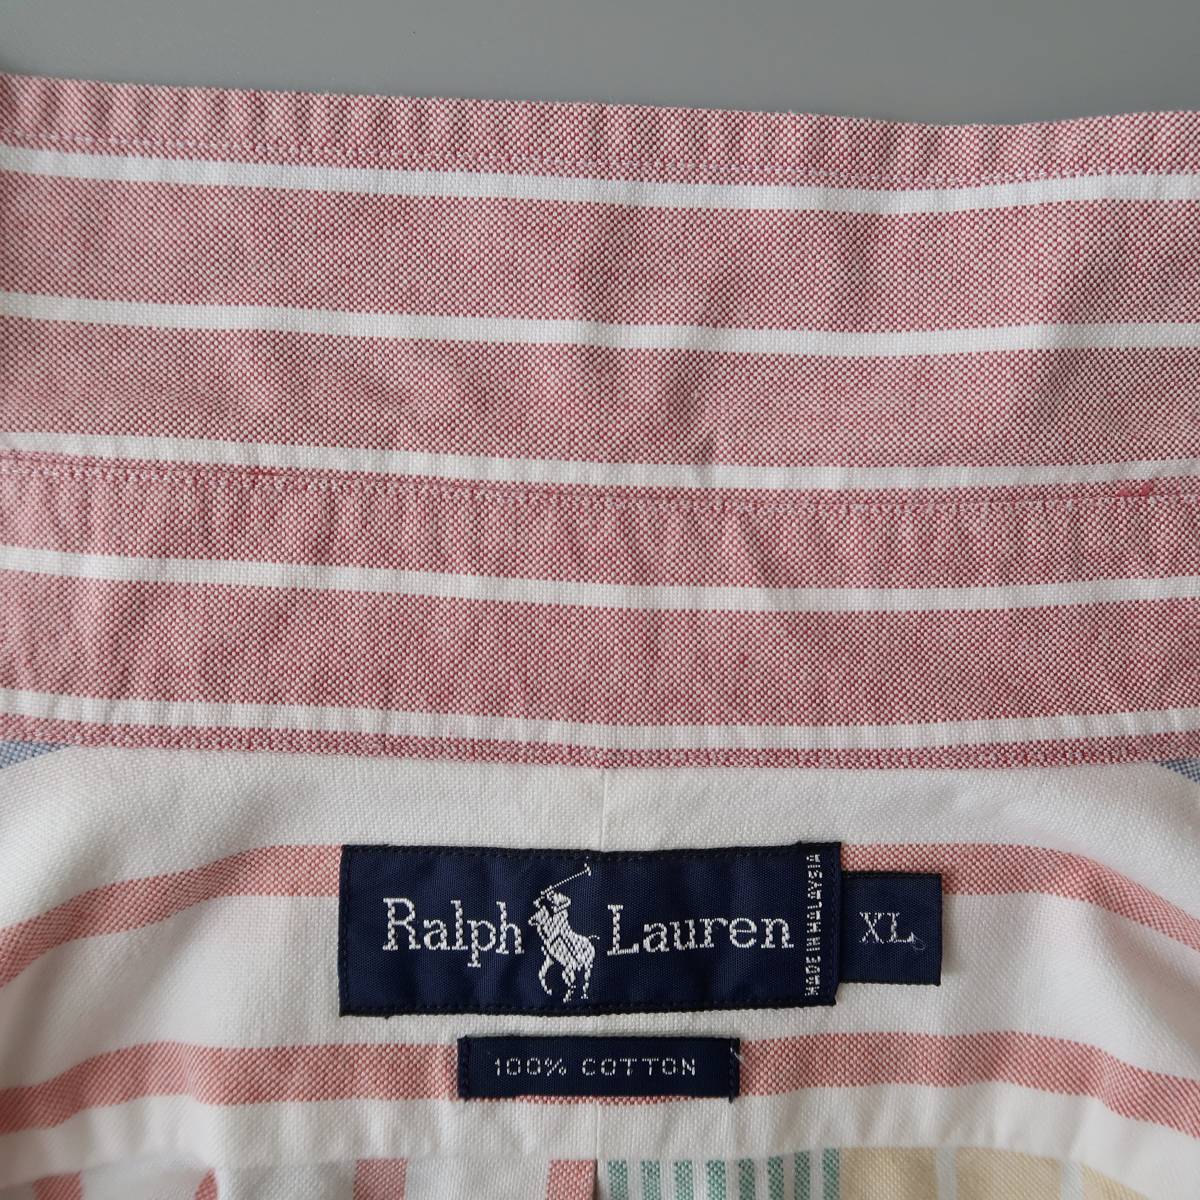 Ralph Lauren
MADE IN MALAYSIA
XL
100% COTTON